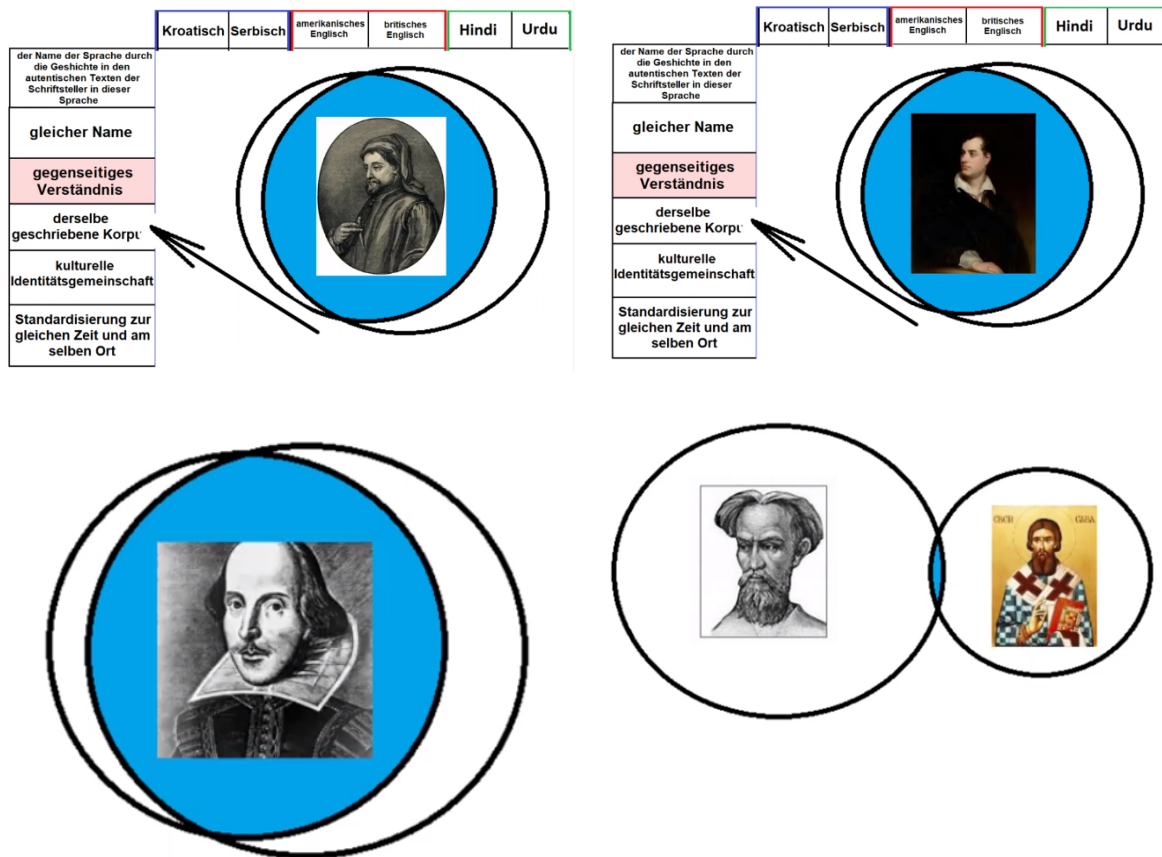 Kroatisch Serbisch amerikanisches Englisch britisches Englisch Hindi Urdu
der Name der Sprache durch
die Geshichte in den
autentischen Texten der
Schriftsteller in dieser
Sprache
gleicher Name
gegenseitiges
Verständnis
derselbe
geschriebene Korpu
kulturelle
Identitätsgemeinschaft
Standardisierung zur
gleichen Zeit und am
selben Ort
Kroatisch Serbisch amerikanisches Englisch britisches Englisch Hindi Urdu
der Name der Sprache durch
die Geshichte in den
autentischen Texten der
Schriftsteller in dieser
Sprache
gleicher Name
gegenseitiges
Verständnis
derselbe
geschriebene Korpu
kulturelle
Identitätsgemeinschaft
Standardisierung zur
gleichen Zeit und am
selben Ort